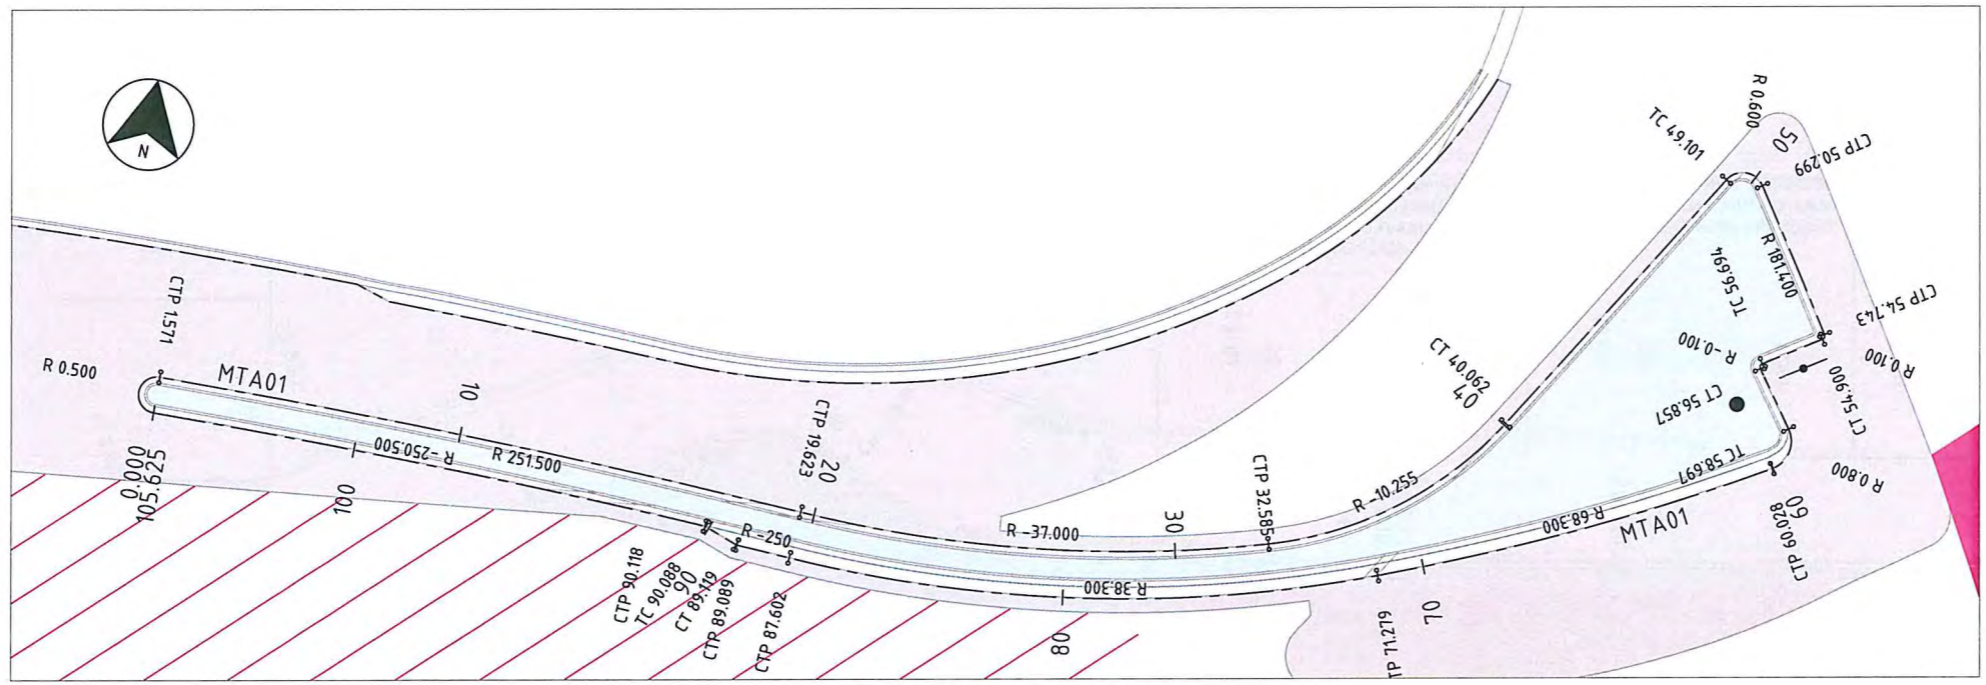 N
R 0.600
TC 49.101
50
CTP 50.299
CTP 1.571
R 0.500
MTA01
10
R 251.500
R -250.500
0.000
105.625
100
CTP 19.623
20
R -250
R -37.000
30
CTP 32.585
R -10.255
CT 40.062
40
R 181.400
TC 56.694
CTP 54.743
R -0.100
R 0.100
CT 54.900
CT 56.857
TC 58.697
R 0.800
60
CTP 60.028
MTA01
R 68.300
R 38.300
CTP 90.118
TC 90.088
90
CT 89.119
CTP 89.089
CTP 87.602
80
TP 71.279
70